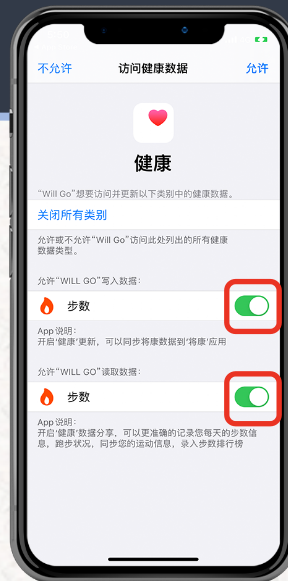 不允许 访问健康数据 允许
健康
“Will Go”想要访问并更新以下类别中的健康数据。
关闭所有类别
允许或不允许“Will Go”访问此处列出的所有健康
数据类型。
允许“WILL GO”写入数据：
步数
App 说明：
开启‘健康’更新，可以同步将康数据到‘将康’应用
允许“WILL GO”读取数据：
步数
App 说明：
开启‘健康’数据分享，可以更准确的记录您每天的步数信
息，跑步状况，同步您的运动信息，录入步数排行榜